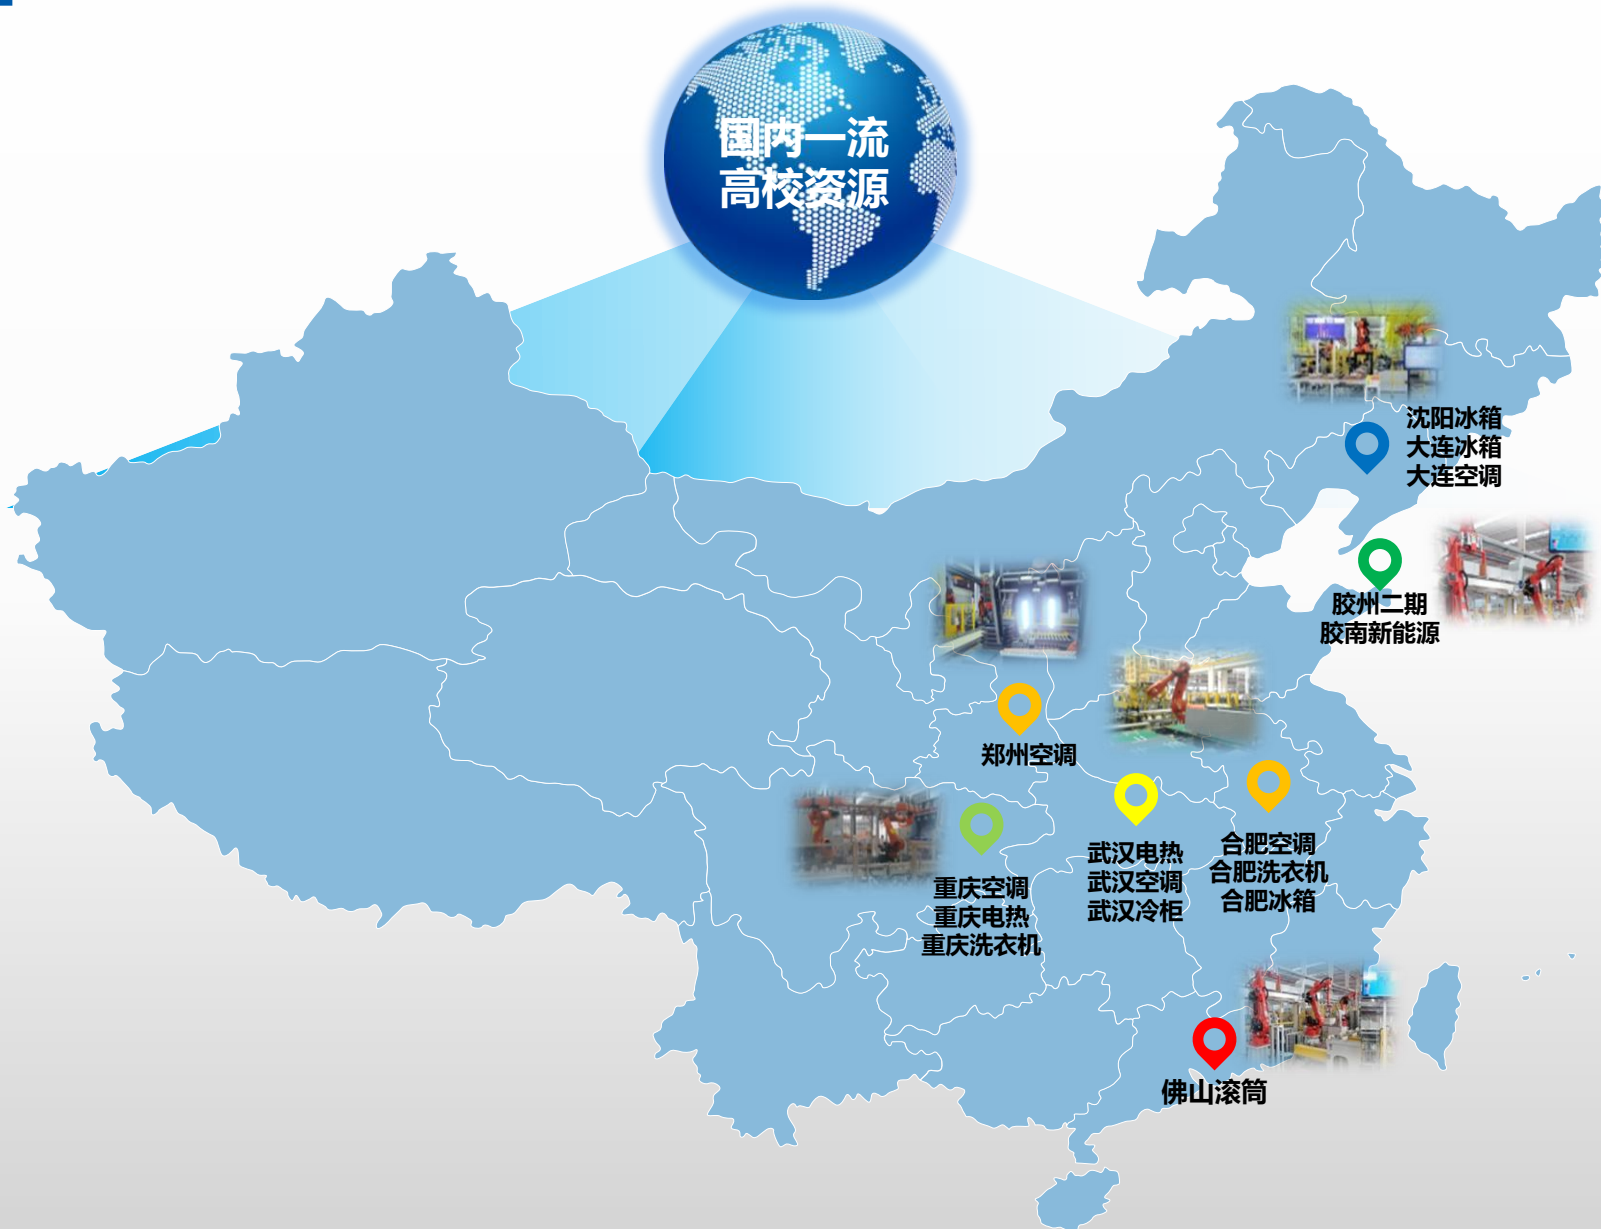 国内一流
高校资源
沈阳冰箱
大连冰箱
大连空调
胶州二期
胶南新能源
郑州空调
重庆空调
重庆电热
重庆洗衣机
武汉电热
武汉空调
武汉冷柜
合肥空调
合肥洗衣机
合肥冰箱
佛山滚筒